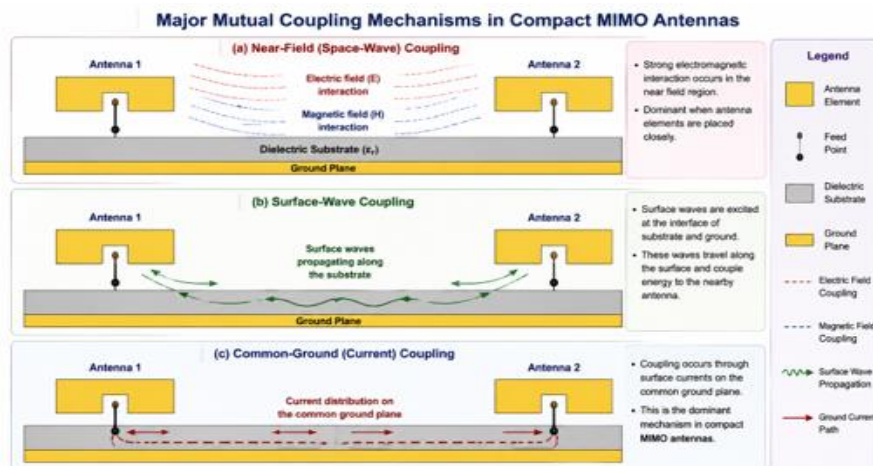 Major Mutual Coupling Mechanisms in Compact MIMO Antennas
(a) Near-Field (Space-Wave) Coupling
Antenna 1
Antenna 2
Electric field (E)
interaction
Magnetic field (H)
interaction
Dielectric Substrate (εᵣ)
Ground Plane
• Strong electromagnetic
interaction occurs in the
near field region.
• Dominant when antenna
elements are placed
closely.
(b) Surface-Wave Coupling
Antenna 1
Antenna 2
Surface waves
propagating along
the substrate
Ground Plane
• Surface waves are excited
at the interface of
substrate and ground.
• These waves travel along
the surface and couple
energy to the nearby
antenna.
(c) Common-Ground (Current) Coupling
Antenna 1
Antenna 2
Current distribution on
the common ground plane
• Coupling occurs through
surface currents on the
common ground plane.
• This is the dominant
mechanism in compact
MIMO antennas.
Legend
Antenna
Element
Feed
Point
Dielectric
Substrate
Ground
Plane
Electric Field
Coupling
Magnetic Field
Coupling
Surface Wave
Propagation
Ground Current
Path